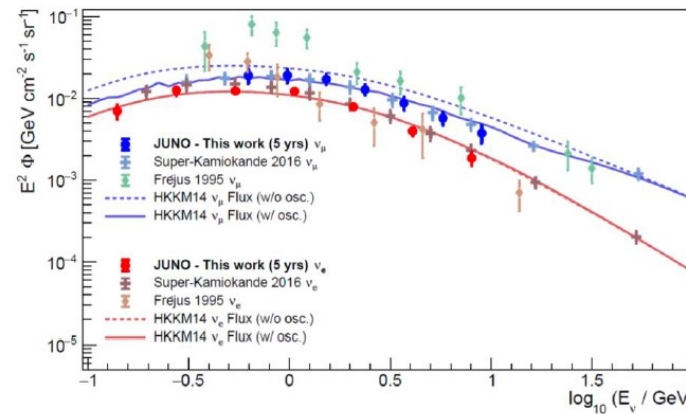 E² Φ [GeV cm⁻² s⁻¹ sr⁻¹]
10⁻¹
10⁻²
10⁻³
10⁻⁴
10⁻⁵
JUNO - This work (5 yrs) νμ
Super-Kamiokande 2016 νμ
Frejus 1995 νμ
HKKM14 νμ Flux (w/o osc.)
HKKM14 νμ Flux (w/ osc.)
JUNO - This work (5 yrs) νe
Super-Kamiokande 2016 νe
Frejus 1995 νe
HKKM14 νe Flux (w/o osc.)
HKKM14 νe Flux (w/ osc.)
-1 -0.5 0 0.5 1 1.5
log₁₀ (Eν / GeV